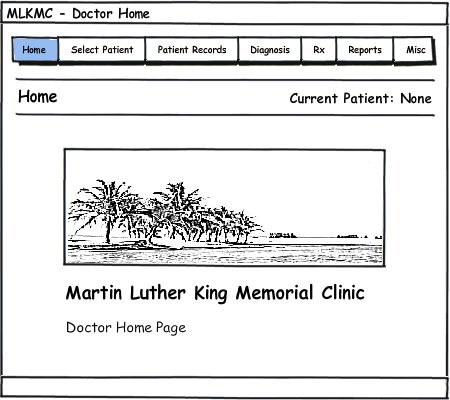 MLKMC - Doctor Home
Home Select Patient Patient Records Diagnosis Rx Reports Misc
Home Current Patient: None
Martin Luther King Memorial Clinic
Doctor Home Page